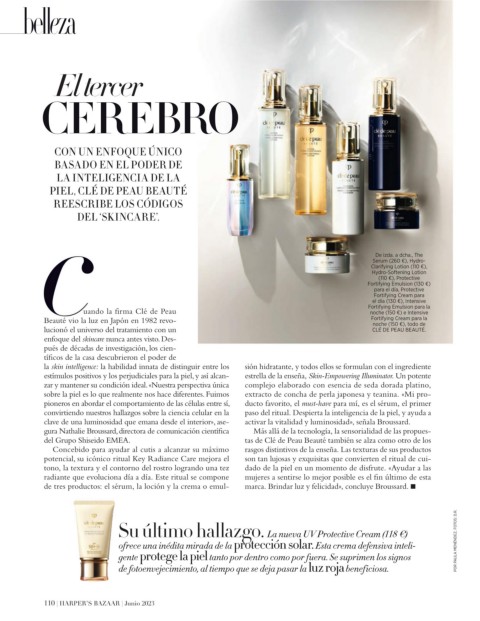 belleza
El tercer
CEREBRO
CON UN ENFOQUE ÚNICO
BASADO EN EL PODER DE
LA INTELIGENCIA DE LA
PIEL, CLÉ DE PEAU BEAUTÉ
REESCRIBE LOS CÓDIGOS
DEL ‘SKINCARE’.
De izda. a dcha., The
Serum (280 €), Hydro-
Clarifying Lotion (110 €),
Hydro-Softening Lotion
(110 €), Protective
Fortifying Emulsion (130 €)
para el día, Protective
Fortifying Cream para
el día (130 €), Intensive
Fortifying Emulsion para la
noche (150 €) e Intensive
Fortifying Cream para la
noche (150 €), todo de
CLÉ DE PEAU BEAUTÉ.
Cuando la firma Clé de Peau
Beauté vio la luz en Japón en 1982 revo-
lucionó el universo del tratamiento con un
enfoque del skincare nunca antes visto. Des-
pués de décadas de investigación, los cien-
tíficos de la casa descubrieron el poder de
la skin intelligence: la habilidad innata de distinguir entre los
estímulos positivos y los perjudiciales para la piel, y así alcan-
zar y mantener su condición ideal. «Nuestra perspectiva única
sobre la piel es lo que realmente nos hace diferentes. Fuimos
pioneros en abordar el comportamiento de las células entre sí,
convirtiendo nuestros hallazgos sobre la ciencia celular en la
clave de una luminosidad que emana desde el interior», ase-
gura Nathalie Broussard, directora de comunicación científica
del Grupo Shiseido EMEA.
Concebido para ayudar al cutis a alcanzar su máximo
potencial, su icónico ritual Key Radiance Care mejora el
tono, la textura y el contorno del rostro logrando una tez
radiante que evoluciona día a día. Este ritual se compone
de tres productos: el sérum, la loción y la crema o emul-
sión hidratante, y todos ellos se formulan con el ingrediente
estrella de la enseña, Skin-Empowering Illuminator. Un potente
complejo elaborado con esencia de seda dorada platino,
extracto de concha de perla japonesa y teanina. «Mi pro-
ducto favorito, el must-have para mí, es el sérum, el primer
paso del ritual. Despierta la inteligencia de la piel, y ayuda a
activar la vitalidad y luminosidad», señala Broussard.
Más allá de la tecnología, la sensorialidad de las propues-
tas de Clé de Peau Beauté también se alza como otro de los
rasgos distintivos de la enseña. Las texturas de sus productos
son tan lujosas y exquisitas que convierten el ritual de cui-
dado de la piel en un momento de disfrute. «Ayudar a las
mujeres a sentirse lo mejor posible es el fin último de esta
marca. Brindar luz y felicidad», concluye Broussard. ■
Su último hallazgo. La nueva UV Protective Cream (118 €)
ofrece una inédita mirada de la protección solar. Esta crema defensiva inteli-
gente protege la piel tanto por dentro como por fuera. Se suprimen los signos
de fotoenvejecimiento, al tiempo que se deja pasar la luz roja beneficiosa.
110 | HARPER'S BAZAAR | Junio 2023